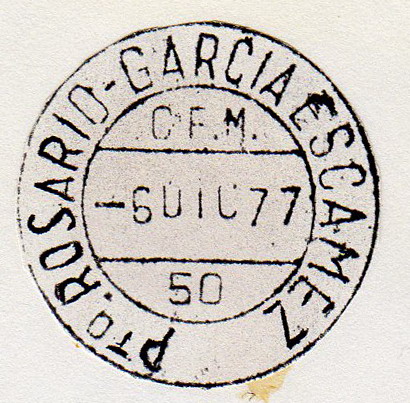 PTO. ROSARIO-GARCIA ESCAMEZ
C.F.M.
-6 DIC 77
50